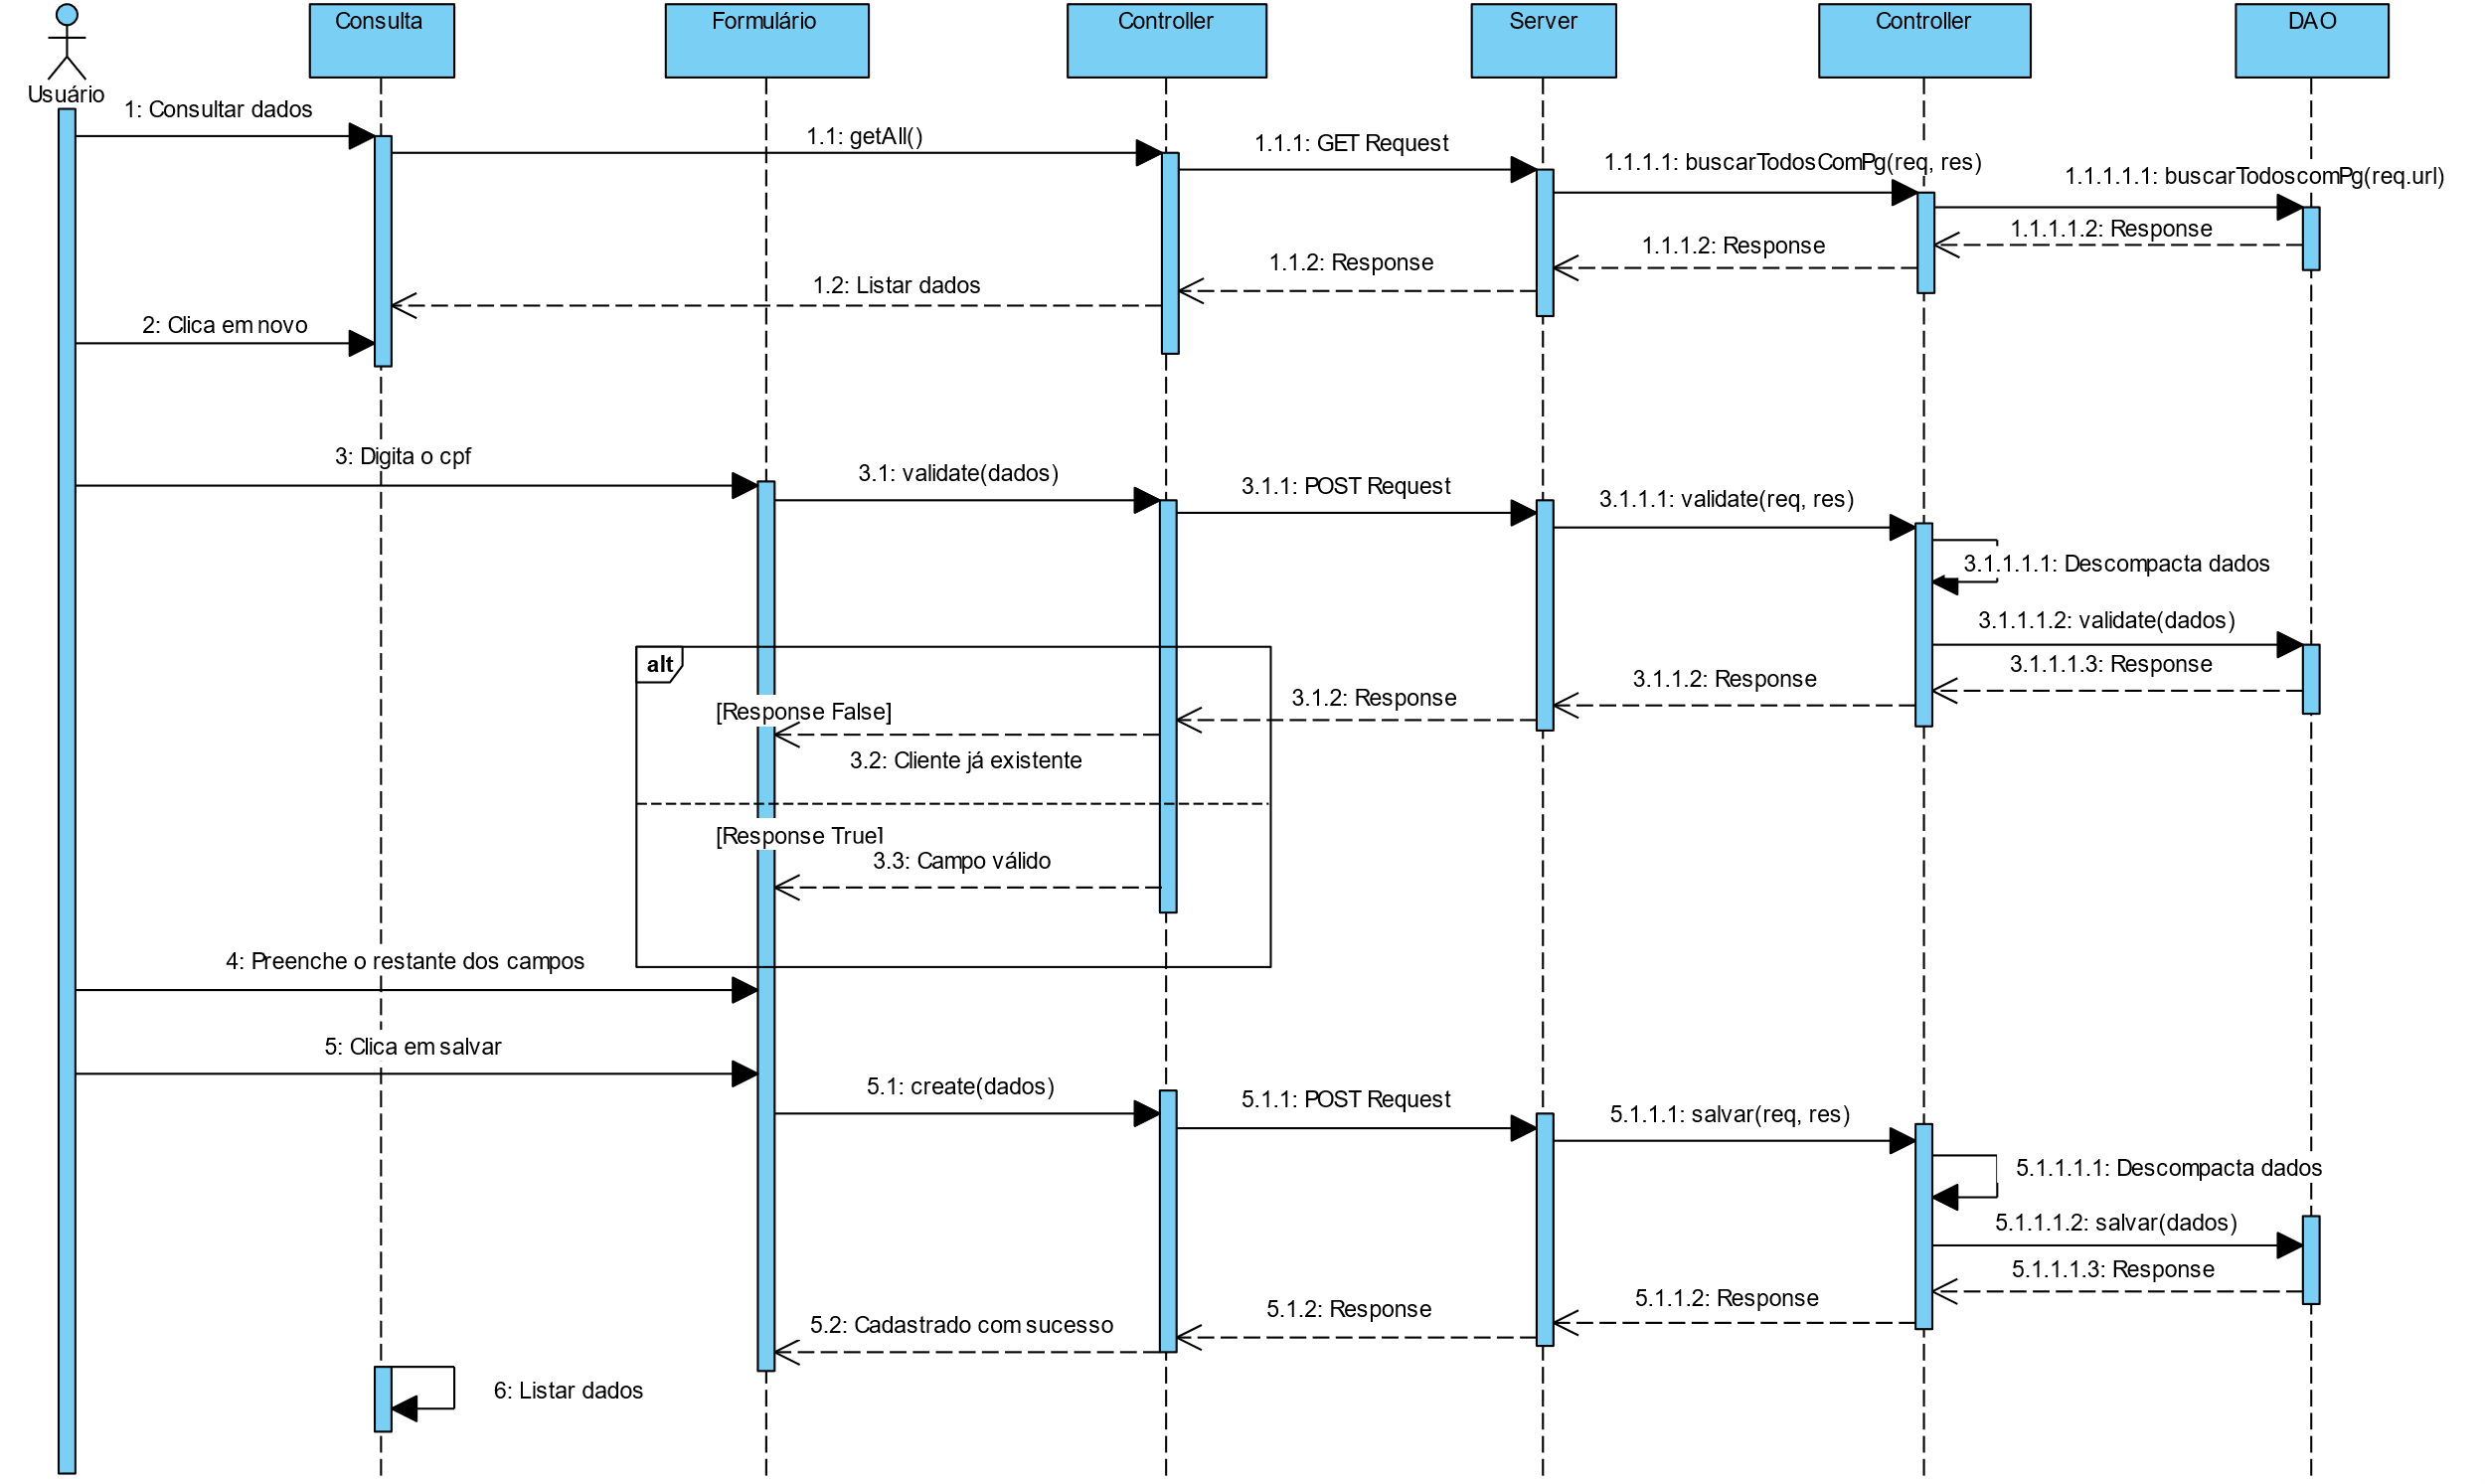 Consulta
Formulário
Controller
Server
Controller
DAO
Usuário
1: Consultar dados
1.1: getAll()
1.1.1: GET Request
1.1.1.1: buscarTodosComPg(req, res)
1.1.1.1.1: buscarTodoscomPg(req.url)
1.1.1.1.2: Response
1.1.1.2: Response
1.1.2: Response
1.2: Listar dados
2: Clica em novo
3: Digita o cpf
3.1: validate(dados)
3.1.1: POST Request
3.1.1.1: validate(req, res)
3.1.1.1.1: Descompacta dados
3.1.1.1.2: validate(dados)
3.1.1.1.3: Response
3.1.1.2: Response
3.1.2: Response
alt
[Response False]
3.2: Cliente já existente
[Response True]
3.3: Campo válido
4: Preenche o restante dos campos
5: Clica em salvar
5.1: create(dados)
5.1.1: POST Request
5.1.1.1: salvar(req, res)
5.1.1.1.1: Descompacta dados
5.1.1.1.2: salvar(dados)
5.1.1.1.3: Response
5.1.1.2: Response
5.1.2: Response
5.2: Cadastrado com sucesso
6: Listar dados